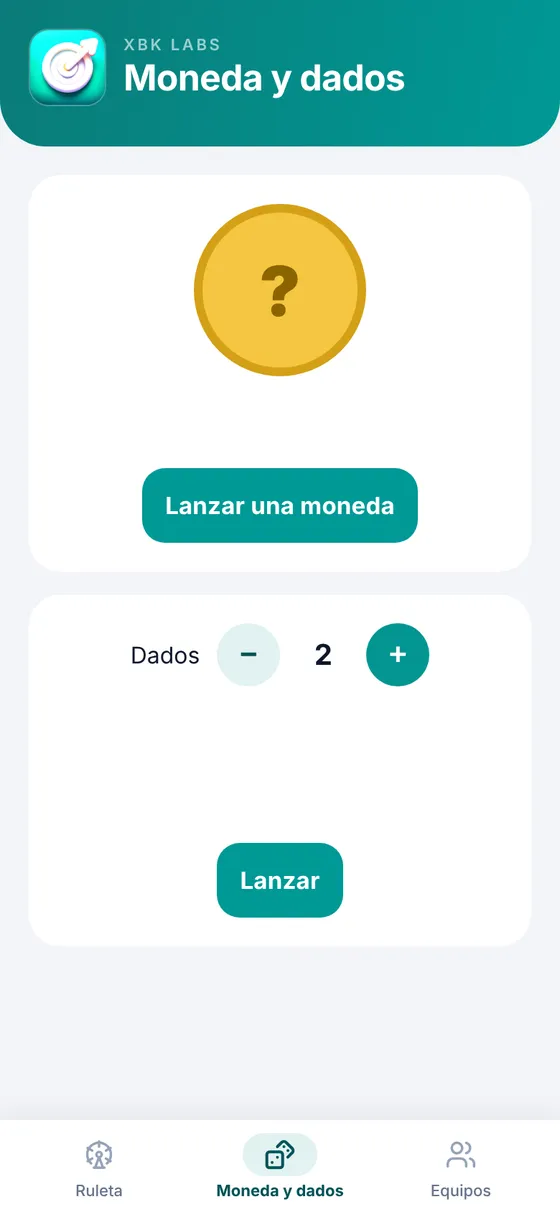 XBK LABS
Moneda y dados
?
Lanzar una moneda
Dados − 2 +
Lanzar
Ruleta
Moneda y dados
Equipos